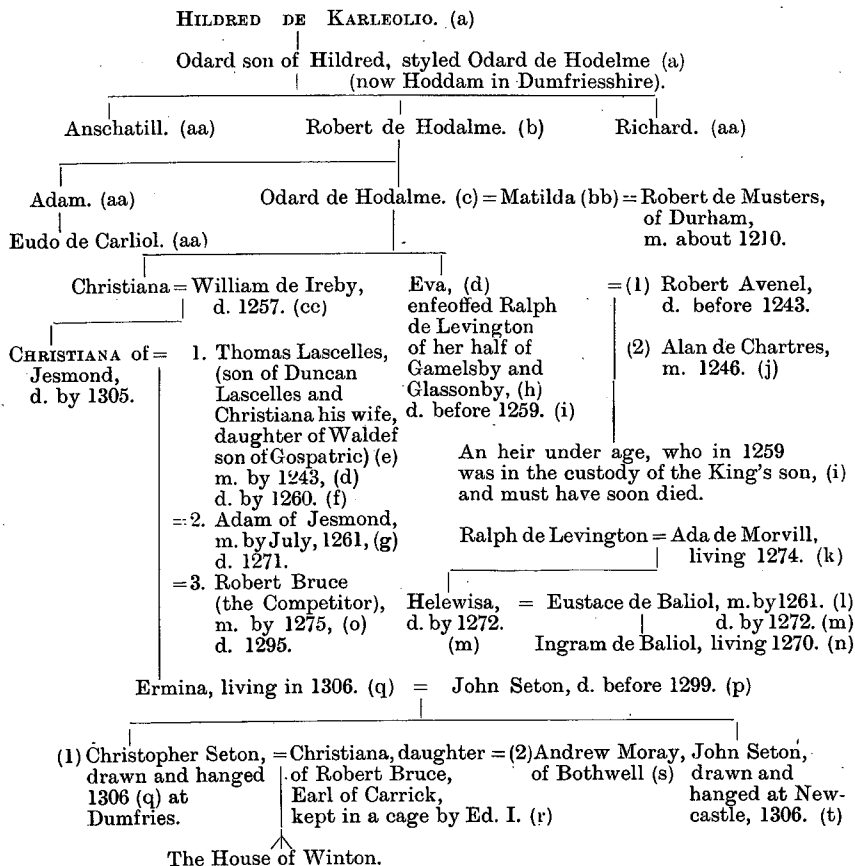 HILDRED DE KARLEOLIO. (a)
Odard son of Hildred, styled Odard de Hodelme (a)
(now Hoddam in Dumfriesshire).
Anschatill. (aa)
Robert de Hodalme. (b)
Richard. (aa)
Adam. (aa)
Eudo de Carliol. (aa)
Odard de Hodalme. (c) = Matilda (bb) = Robert de Musters,
of Durham,
m. about 1210.
Christiana = William de Ireby,
d. 1257. (cc)
Eva, (d)
enfeoffed Ralph
de Levington
of her half of
Gamelsby and
Glassonby, (h)
d. before 1259. (i)
= (1) Robert Avenel,
d. before 1243.
(2) Alan de Chartres,
m. 1246. (j)
CHRISTIANA of =
Jesmond,
d. by 1305.
1. Thomas Lascelles,
(son of Duncan
Lascelles and
Christiana his wife,
daughter of Waldef
son of Gospatric) (e)
m. by 1243, (d)
d. by 1260. (f)
=2. Adam of Jesmond,
m. by July, 1261, (g)
d. 1271.
=3. Robert Bruce
(the Competitor),
m. by 1275, (o)
d. 1295.
An heir under age, who in 1259
was in the custody of the King's son, (i)
and must have soon died.
Ralph de Levington = Ada de Morvill,
living 1274. (k)
Helewisa,
d. by 1272.
(m)
= Eustace de Baliol, m. by 1261. (l)
d. by 1272. (m)
Ingram de Baliol, living 1270. (n)
Ermina, living in 1306. (q) = John Seton, d. before 1299. (p)
(1) Christopher Seton,
drawn and hanged
1306 (q) at
Dumfries.
= Christiana, daughter
of Robert Bruce,
Earl of Carrick,
kept in a cage by Ed. I. (r)
= (2) Andrew Moray,
of Bothwell (s)
John Seton,
drawn and
hanged at New-
castle, 1306. (t)
The House of Winton.